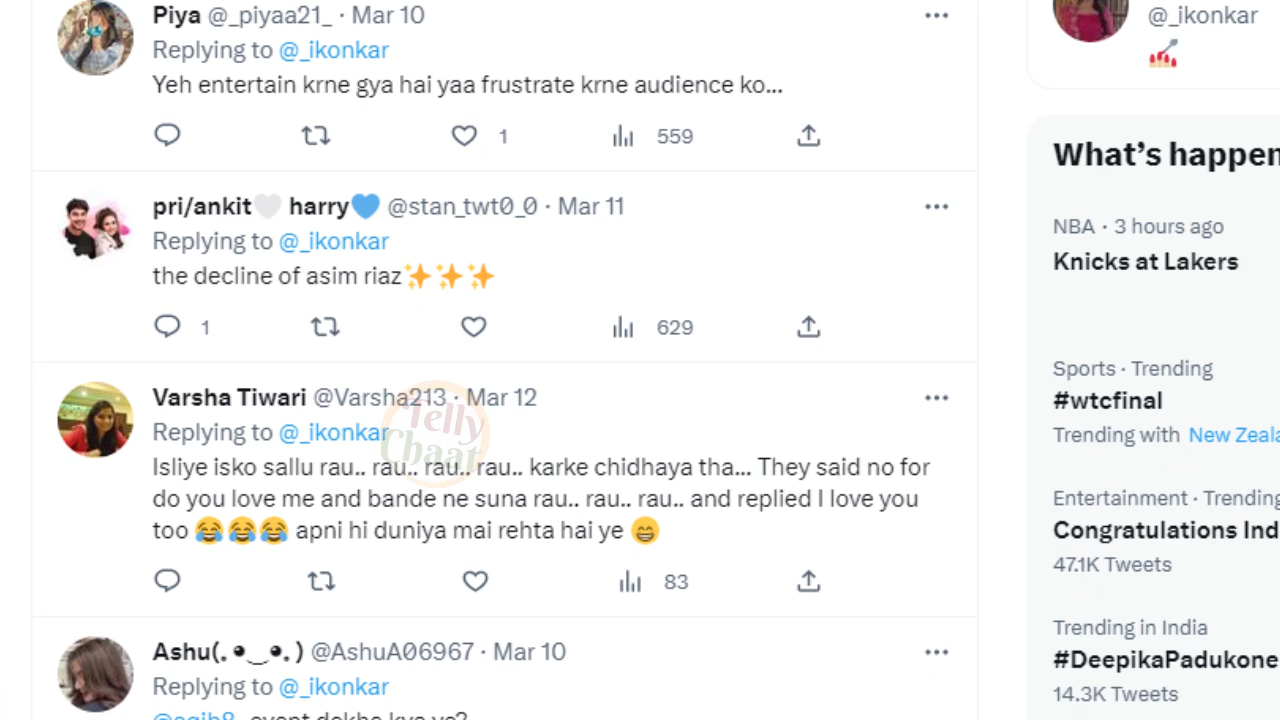 Piya @_piyaa21_ · Mar 10
Replying to @_ikonkar
Yeh entertain krne gya hai yaa frustrate krne audience ko...
1 559
pri/ankit🤍 harry💙 @stan_twt0_0 · Mar 11
Replying to @_ikonkar
the decline of asim riaz✨✨✨
1 629
Varsha Tiwari @Varsha213 · Mar 12
Replying to @_ikonkar
Isliye isko sallu rau.. rau.. rau.. rau.. karke chidhaya tha... They said no for
do you love me and bande ne suna rau.. rau.. rau.. and replied I love you
too 😂😂😂 apni hi duniya mai rehta hai ye 😁
83
Telly
Chaat
Ashu(。◕‿◕。) @AshuA06967 · Mar 10
Replying to @_ikonkar
event dekho kya ye?
@_ikonkar
💅
What's happen
NBA · 3 hours ago
Knicks at Lakers
Sports · Trending
#wtcfinal
Trending with New Zeala
Entertainment · Trending
Congratulations Ind
47.1K Tweets
Trending in India
#DeepikaPadukone
14.3K Tweets